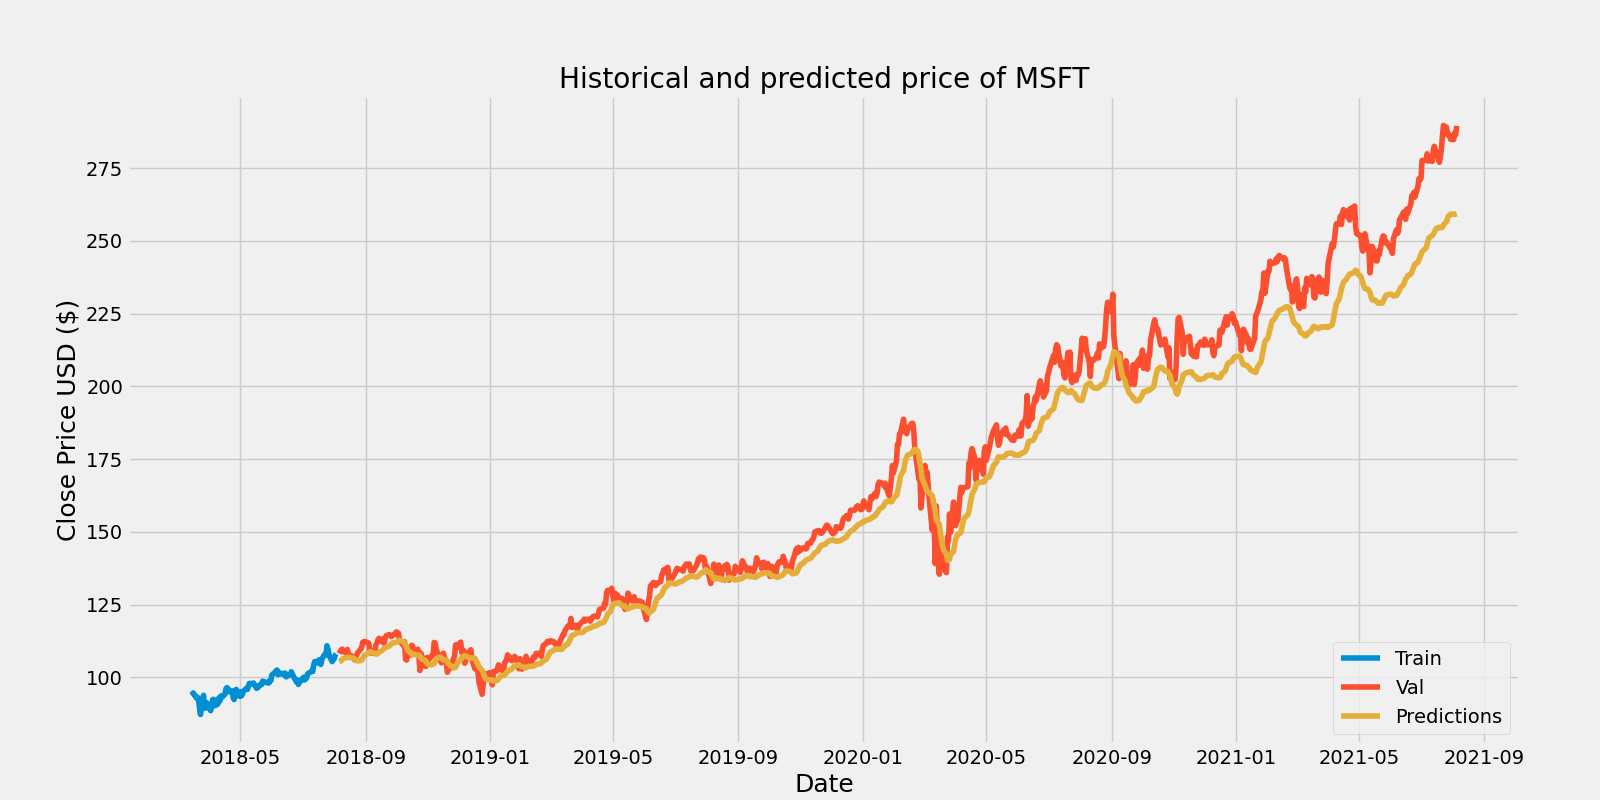 Historical and predicted price of MSFT
Close Price USD ($)
275
250
225
200
175
150
125
100
Train
Val
Predictions
2018-05 2018-09 2019-01 2019-05 2019-09 2020-01 2020-05 2020-09 2021-01 2021-05 2021-09
Date